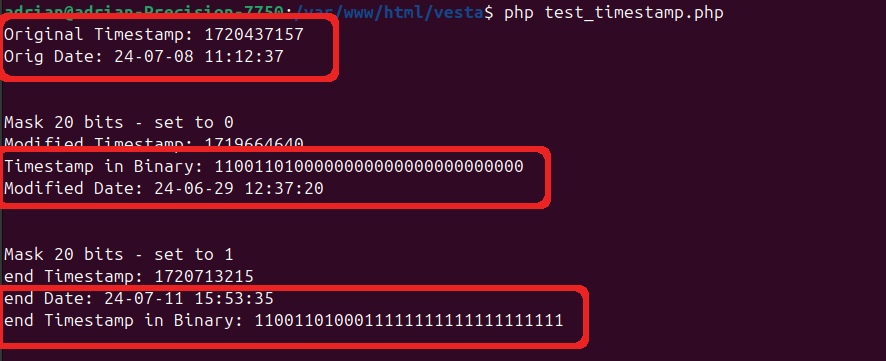 adrian@adrian-Precision-7750:/var/www/html/vesta$ php test_timestamp.php
Original Timestamp: 1720437157
Orig Date: 24-07-08 11:12:37
Mask 20 bits - set to 0
Modified Timestamp: 1719664640
Timestamp in Binary: 1100110100000000000000000000000
Modified Date: 24-06-29 12:37:20
Mask 20 bits - set to 1
end Timestamp: 1720713215
end Date: 24-07-11 15:53:35
end Timestamp in Binary: 1100110100011111111111111111111